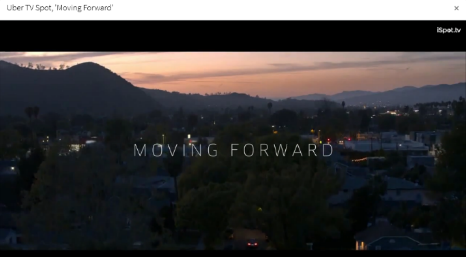 Uber TV Spot, 'Moving Forward'
×
iSpot.tv
MOVING FORWARD